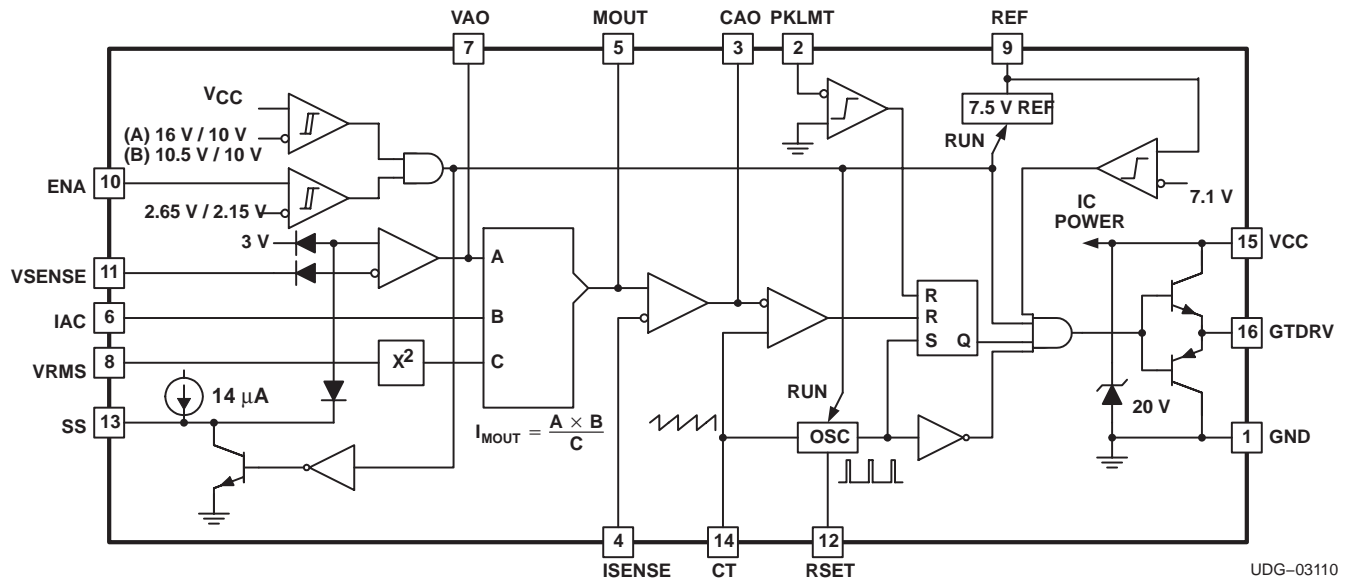 VAO MOUT CAO PKLMT REF
7 5 3 2 9
VCC
(A) 16 V / 10 V
(B) 10.5 V / 10 V
7.5 V REF
RUN
ENA 10
2.65 V / 2.15 V
7.1 V
IC
POWER
3 V
15 VCC
VSENSE 11
A
IAC 6
B
R
R
S Q
16 GTDRV
VRMS 8
X2
C
14 μA
RUN
20 V
SS 13
IMOUT = A × B
C
OSC
1 GND
4 14 12
ISENSE CT RSET
UDG–03110